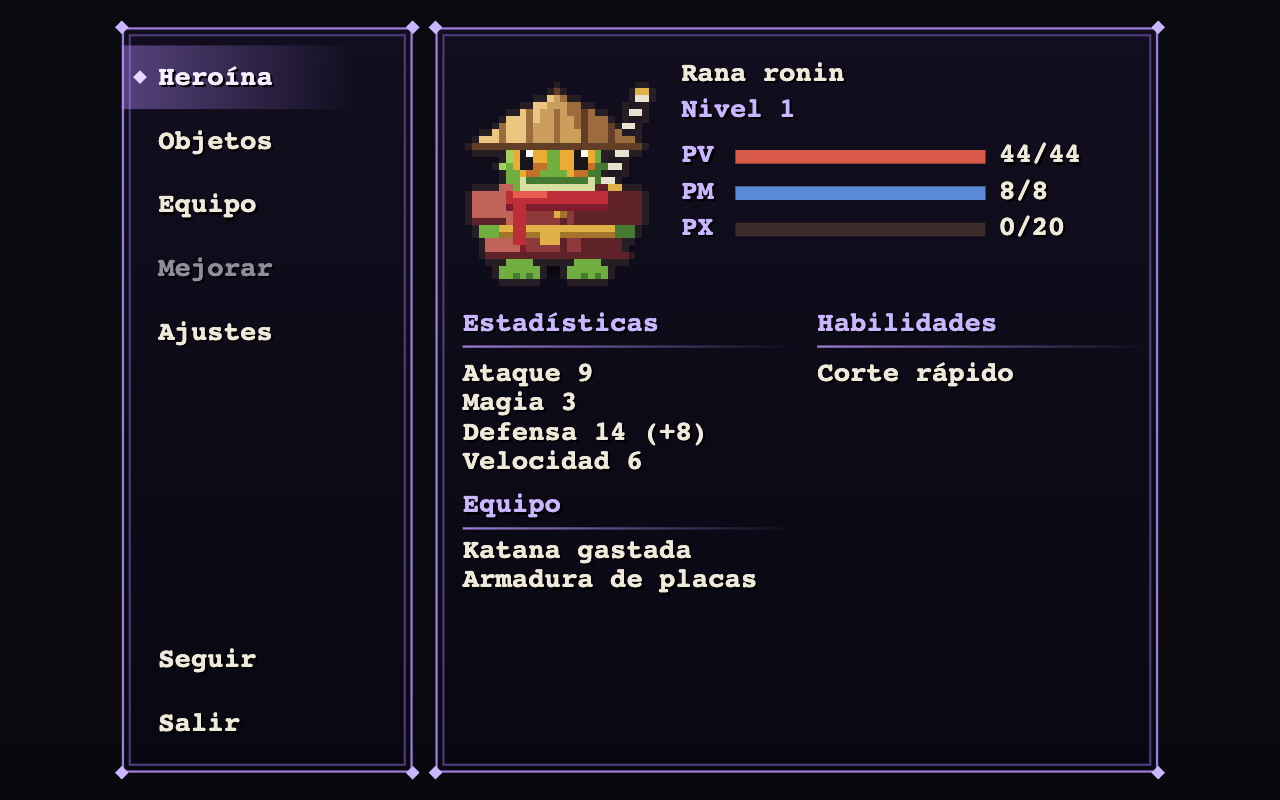 Heroína
Objetos
Equipo
Mejorar
Ajustes
Seguir
Salir
Rana ronin
Nivel 1
PV 44/44
PM 8/8
PX 0/20
Estadísticas
Ataque 9
Magia 3
Defensa 14 (+8)
Velocidad 6
Equipo
Katana gastada
Armadura de placas
Habilidades
Corte rápido